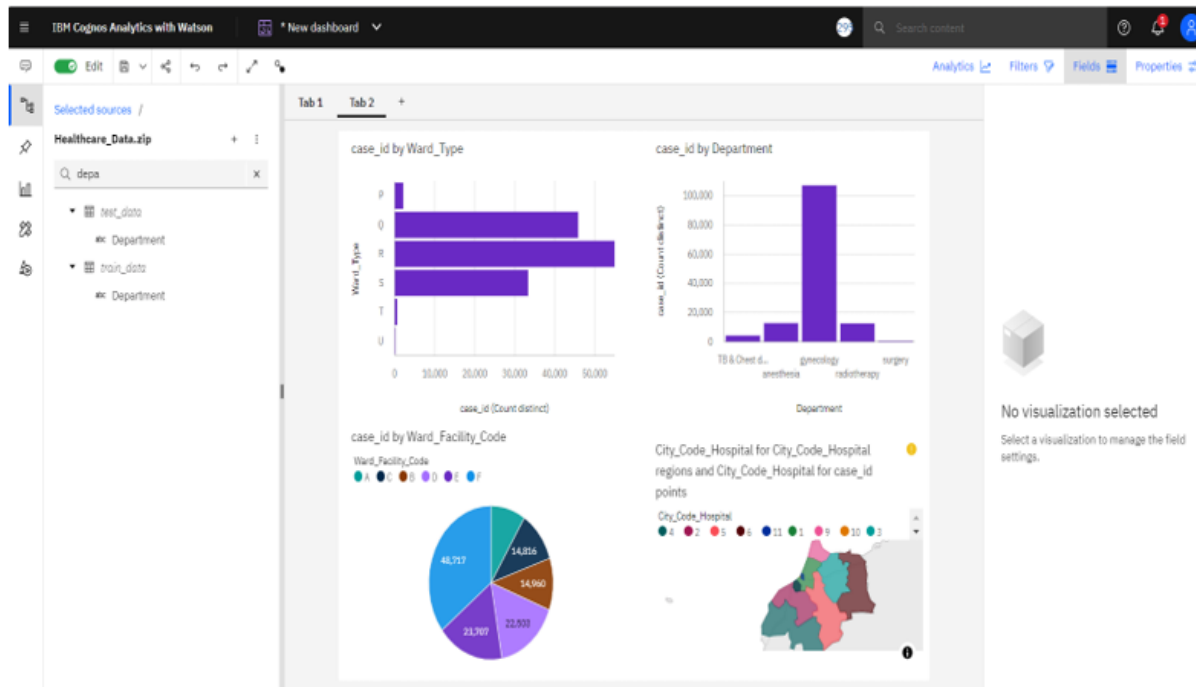 IBM Cognos Analytics with Watson
* New dashboard
Search content
Edit
Analytics
Filters
Fields
Properties
Selected sources /
Healthcare_Data.zip
depa
test_data
abc Department
train_data
abc Department
Tab 1
Tab 2
case_id by Ward_Type
P
Q
R
S
T
U
Ward_Type
0 10,000 20,000 30,000 40,000 50,000
case_id (Count distinct)
case_id by Department
100,000
80,000
60,000
40,000
20,000
0
case_id (Count distinct)
TB & Chest d... gynecology surgery
anesthesia radiotherapy
Department
case_id by Ward_Facility_Code
Ward_Facility_Code
A C B D E F
14,816
14,960
23,707
City_Code_Hospital for City_Code_Hospital
regions and City_Code_Hospital for case_id
points
City_Code_Hospital
4 2 5 6 11 1 9 10 3
No visualization selected
Select a visualization to manage the field
settings.